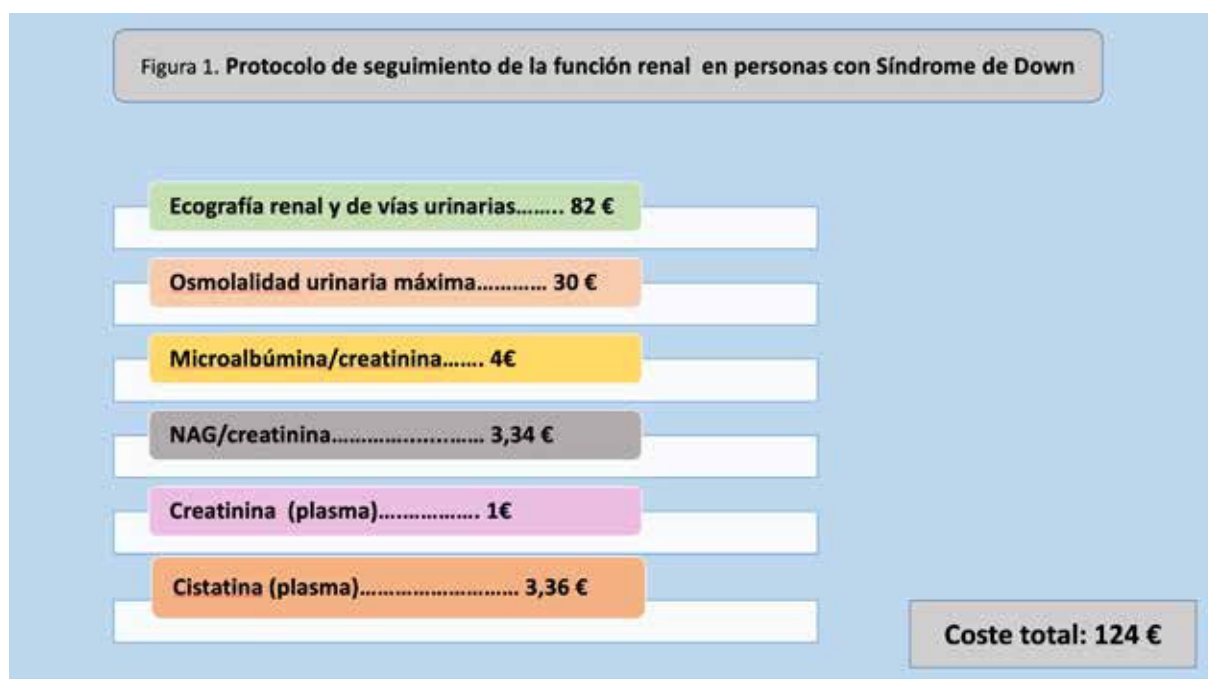 Figura 1. Protocolo de seguimiento de la función renal en personas con Síndrome de Down
Ecografía renal y de vías urinarias........ 82 €
Osmolalidad urinaria máxima............ 30 €
Microalbúmina/creatinina....... 4€
NAG/creatinina........................ 3,34 €
Creatinina (plasma)................. 1€
Cistatina (plasma)........................... 3,36 €
Coste total: 124 €